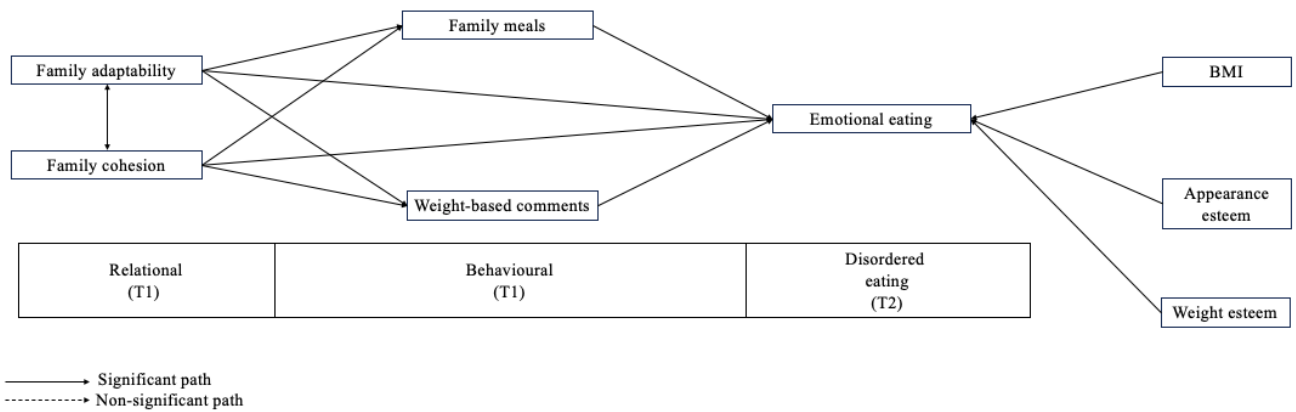 Family meals
Family adaptability
BMI
Emotional eating
Family cohesion
Weight-based comments
Appearance
esteem
Relational
(T1)
Behavioural
(T1)
Disordered
eating
(T2)
Weight esteem
Significant path
Non-significant path